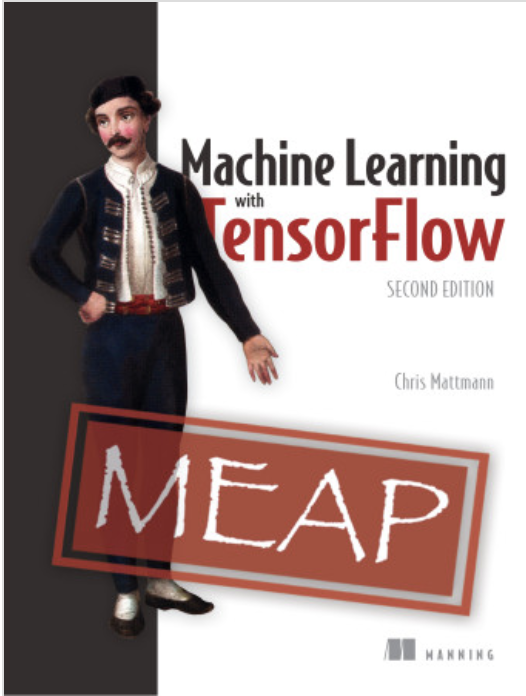 Machine Learning
with
TensorFlow
SECOND EDITION
Chris Mattmann
MEAP
MANNING